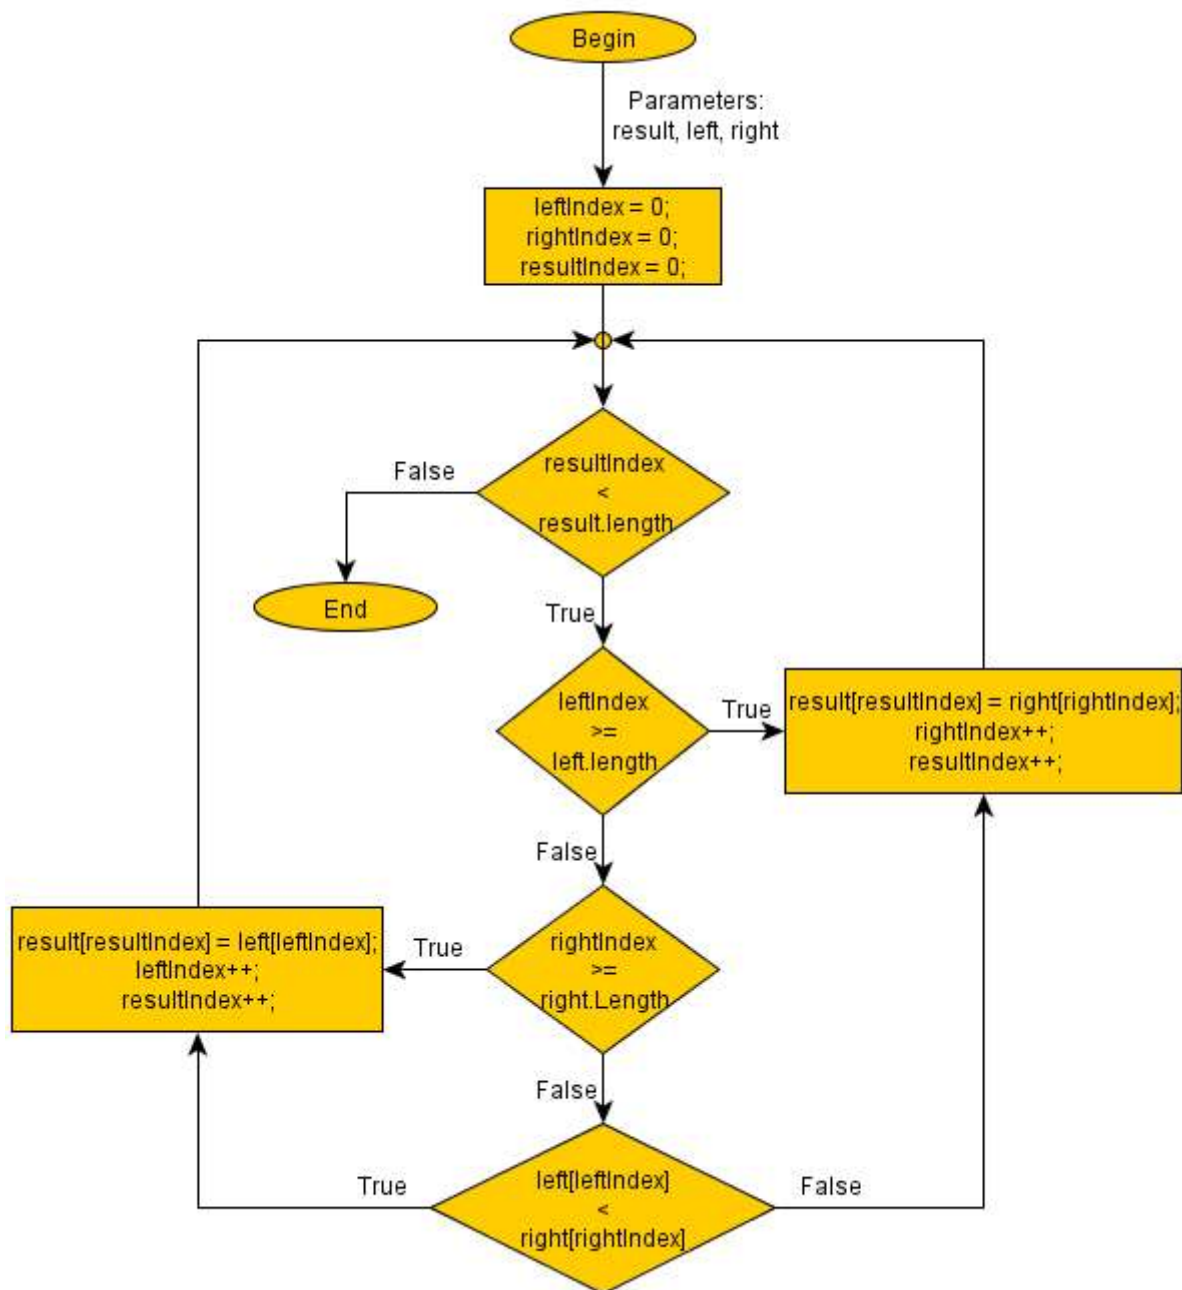 Begin
Parameters:
result, left, right
leftIndex = 0;
rightIndex = 0;
resultIndex = 0;
resultIndex
<
result.length
False
End
True
leftIndex
>=
left.length
True
result[resultIndex] = right[rightIndex];
rightIndex++;
resultIndex++;
False
rightIndex
>=
right.Length
True
result[resultIndex] = left[leftIndex];
leftIndex++;
resultIndex++;
False
left[leftIndex]
<
right[rightIndex]
True
False